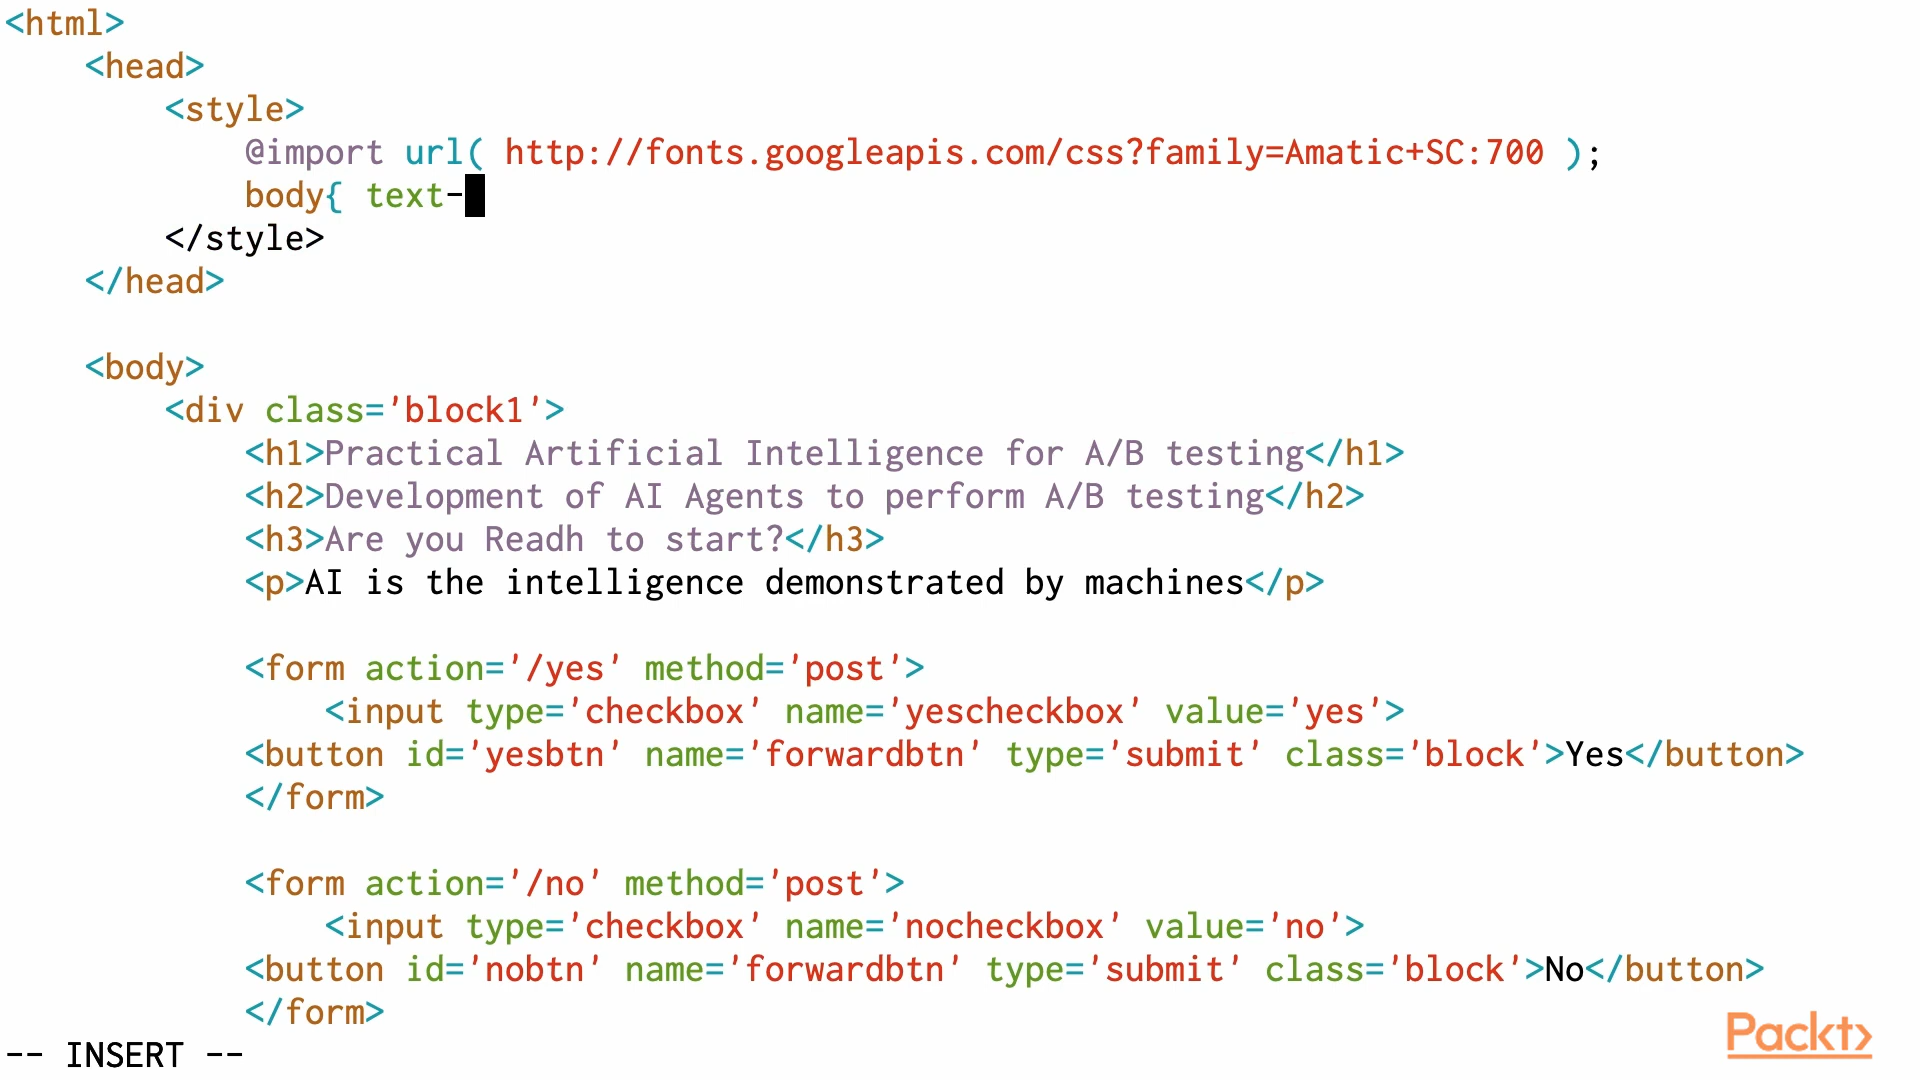 <html>
<head>
<style>
@import url( http://fonts.googleapis.com/css?family=Amatic+SC:700 );
body{ text-
</style>
</head>
<body>
<div class='block1'>
<h1>Practical Artificial Intelligence for A/B testing</h1>
<h2>Development of AI Agents to perform A/B testing</h2>
<h3>Are you Readh to start?</h3>
<p>AI is the intelligence demonstrated by machines</p>
<form action='/yes' method='post'>
<input type='checkbox' name='yescheckbox' value='yes'>
<button id='yesbtn' name='forwardbtn' type='submit' class='block'>Yes</button>
</form>
<form action='/no' method='post'>
<input type='checkbox' name='nocheckbox' value='no'>
<button id='nobtn' name='forwardbtn' type='submit' class='block'>No</button>
</form>
-- INSERT --
Packt>